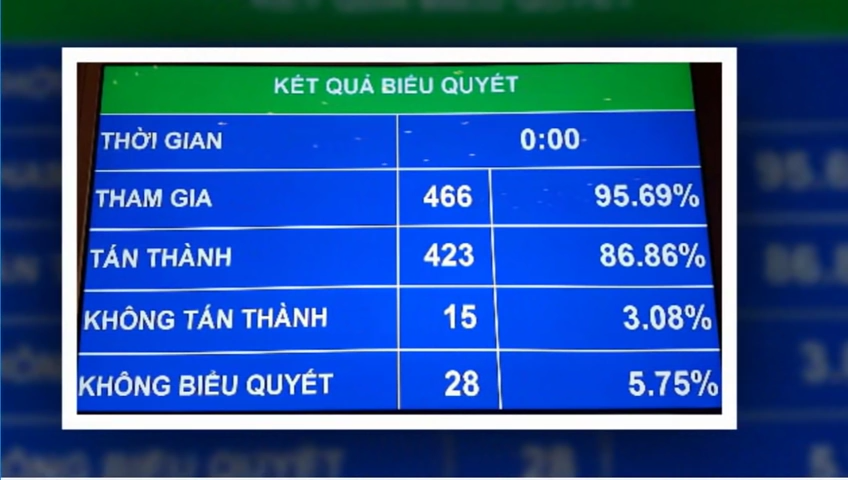 KẾT QUẢ BIỂU QUYẾT
THỜI GIAN 0:00
THAM GIA 466 95.69%
TÁN THÀNH 423 86.86%
KHÔNG TÁN THÀNH 15 3.08%
KHÔNG BIỂU QUYẾT 28 5.75%